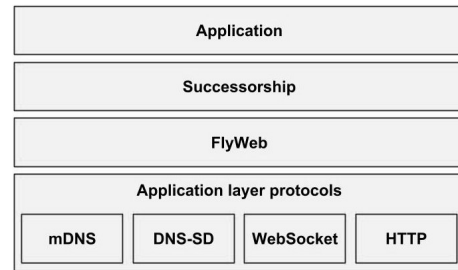 Application
Successorship
FlyWeb
Application layer protocols
mDNS DNS-SD WebSocket HTTP